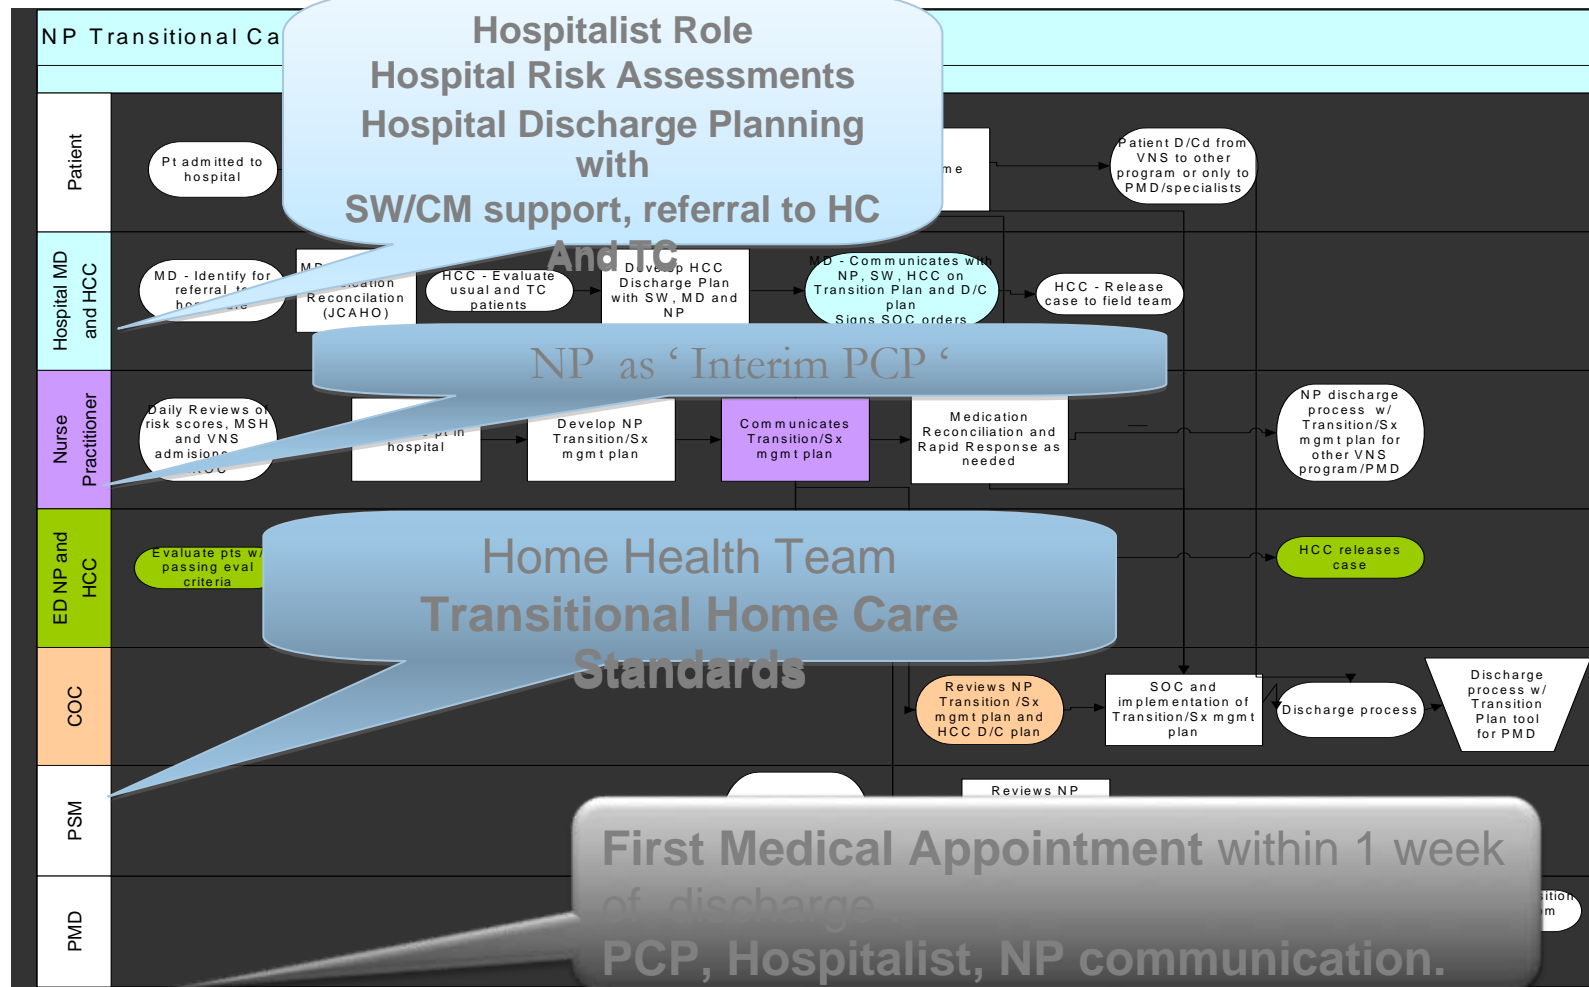 NP Transitional Ca
Hospitalist Role
Hospital Risk Assessments
Hospital Discharge Planning
with
SW/CM support, referral to HC
And TC
Patient
Pt admitted to
hospital
me
Patient D/Cd from
VNS to other
program or only to
PMD/specialists
Hospital MD
and HCC
MD - Identify for
referral to
Reconcilation
(JCAHO)
HCC - Evaluate
usual and TC
patients
Develop HCC
Discharge Plan
with SW, MD and
NP
MD - Communicates with
NP, SW, HCC on
Transition Plan and D/C
plan
Signs SOC orders
HCC - Release
case to field team
NP as ‘ Interim PCP ‘
Nurse
Practitioner
Daily Reviews of
risk scores, MSH
and VNS
admisions
pt in
hospital
Develop NP
Transition/Sx
mgmt plan
Communicates
Transition/Sx
mgmt plan
Medication
Reconciliation and
Rapid Response as
needed
NP discharge
process w/
Transition/Sx
mgmt plan for
other VNS
program/PMD
ED NP and
HCC
Evaluate pts w/
passing eval
criteria
Home Health Team
Transitional Home Care
Standards
HCC releases
case
COC
Reviews NP
Transition /Sx
mgmt plan and
HCC D/C plan
SOC and
implementation of
Transition/Sx mgmt
plan
Discharge process
Discharge
process w/
Transition
Plan tool
for PMD
PSM
Reviews NP
First Medical Appointment within 1 week
of discharge
PCP, Hospitalist, NP communication.
PMD
sition
m